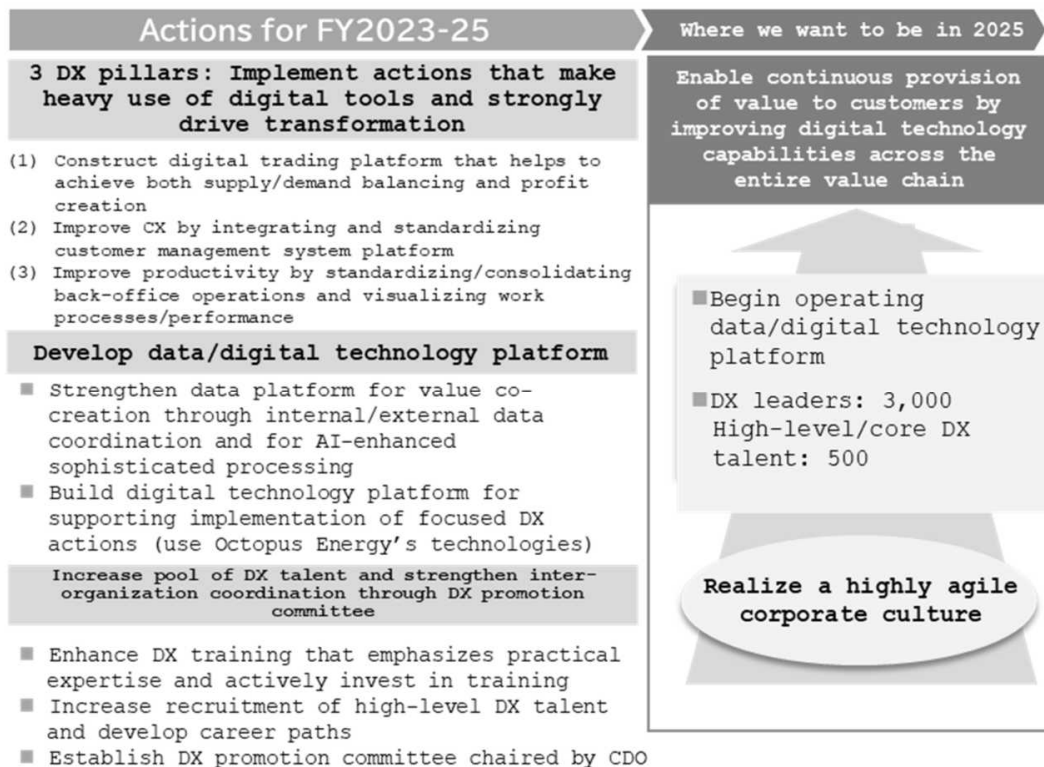 Actions for FY2023-25
3 DX pillars: Implement actions that make
heavy use of digital tools and strongly
drive transformation
(1) Construct digital trading platform that helps to
achieve both supply/demand balancing and profit
creation
(2) Improve CX by integrating and standardizing
customer management system platform
(3) Improve productivity by standardizing/consolidating
back-office operations and visualizing work
processes/performance
Develop data/digital technology platform
■ Strengthen data platform for value co-
creation through internal/external data
coordination and for AI-enhanced
sophisticated processing
■ Build digital technology platform for
supporting implementation of focused DX
actions (use Octopus Energy's technologies)
Increase pool of DX talent and strengthen inter-
organization coordination through DX promotion
committee
■ Enhance DX training that emphasizes practical
expertise and actively invest in training
■ Increase recruitment of high-level DX talent
and develop career paths
■ Establish DX promotion committee chaired by CDO
Where we want to be in 2025
Enable continuous provision
of value to customers by
improving digital technology
capabilities across the
entire value chain
■Begin operating
data/digital technology
platform
■DX leaders: 3,000
High-level/core DX
talent: 500
Realize a highly agile
corporate culture